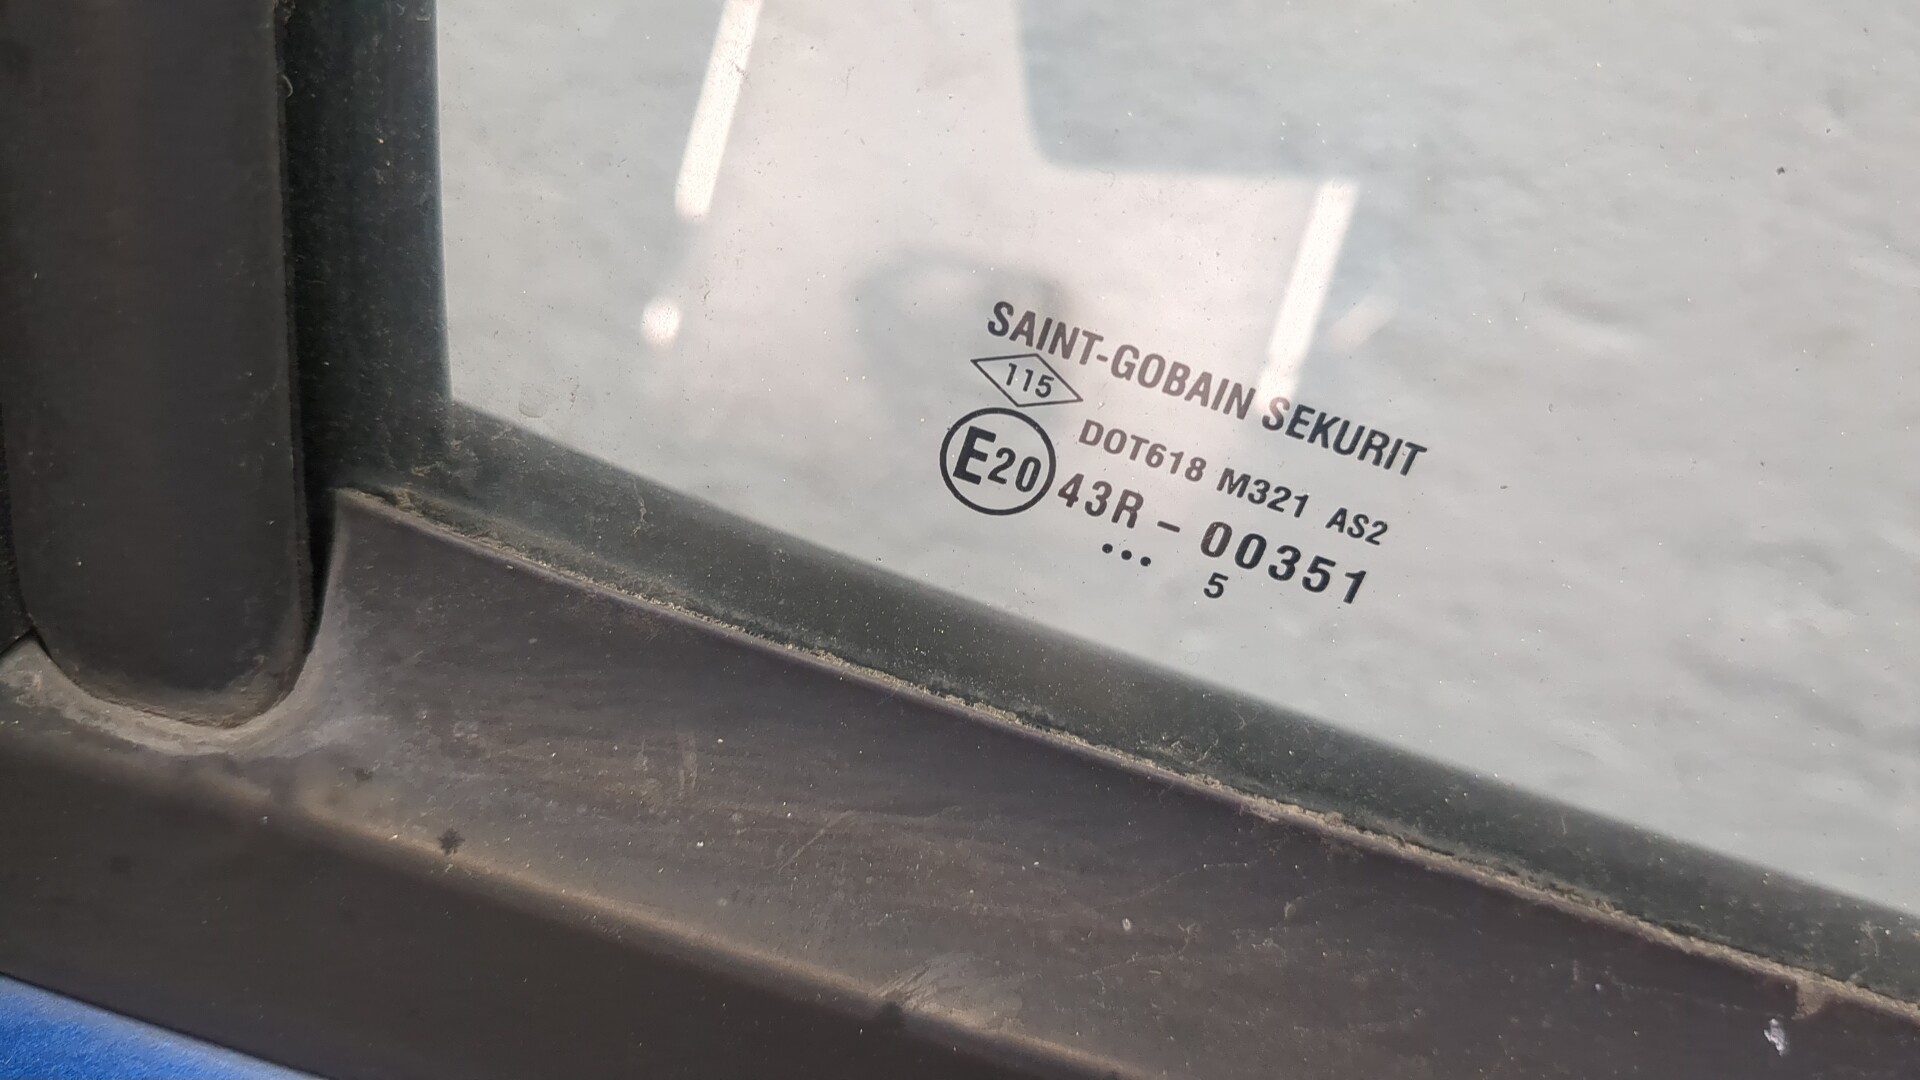 SAINT-GOBAIN SEKURIT
115
DOT618 M321 AS2
E20 43R - 00351
... 5